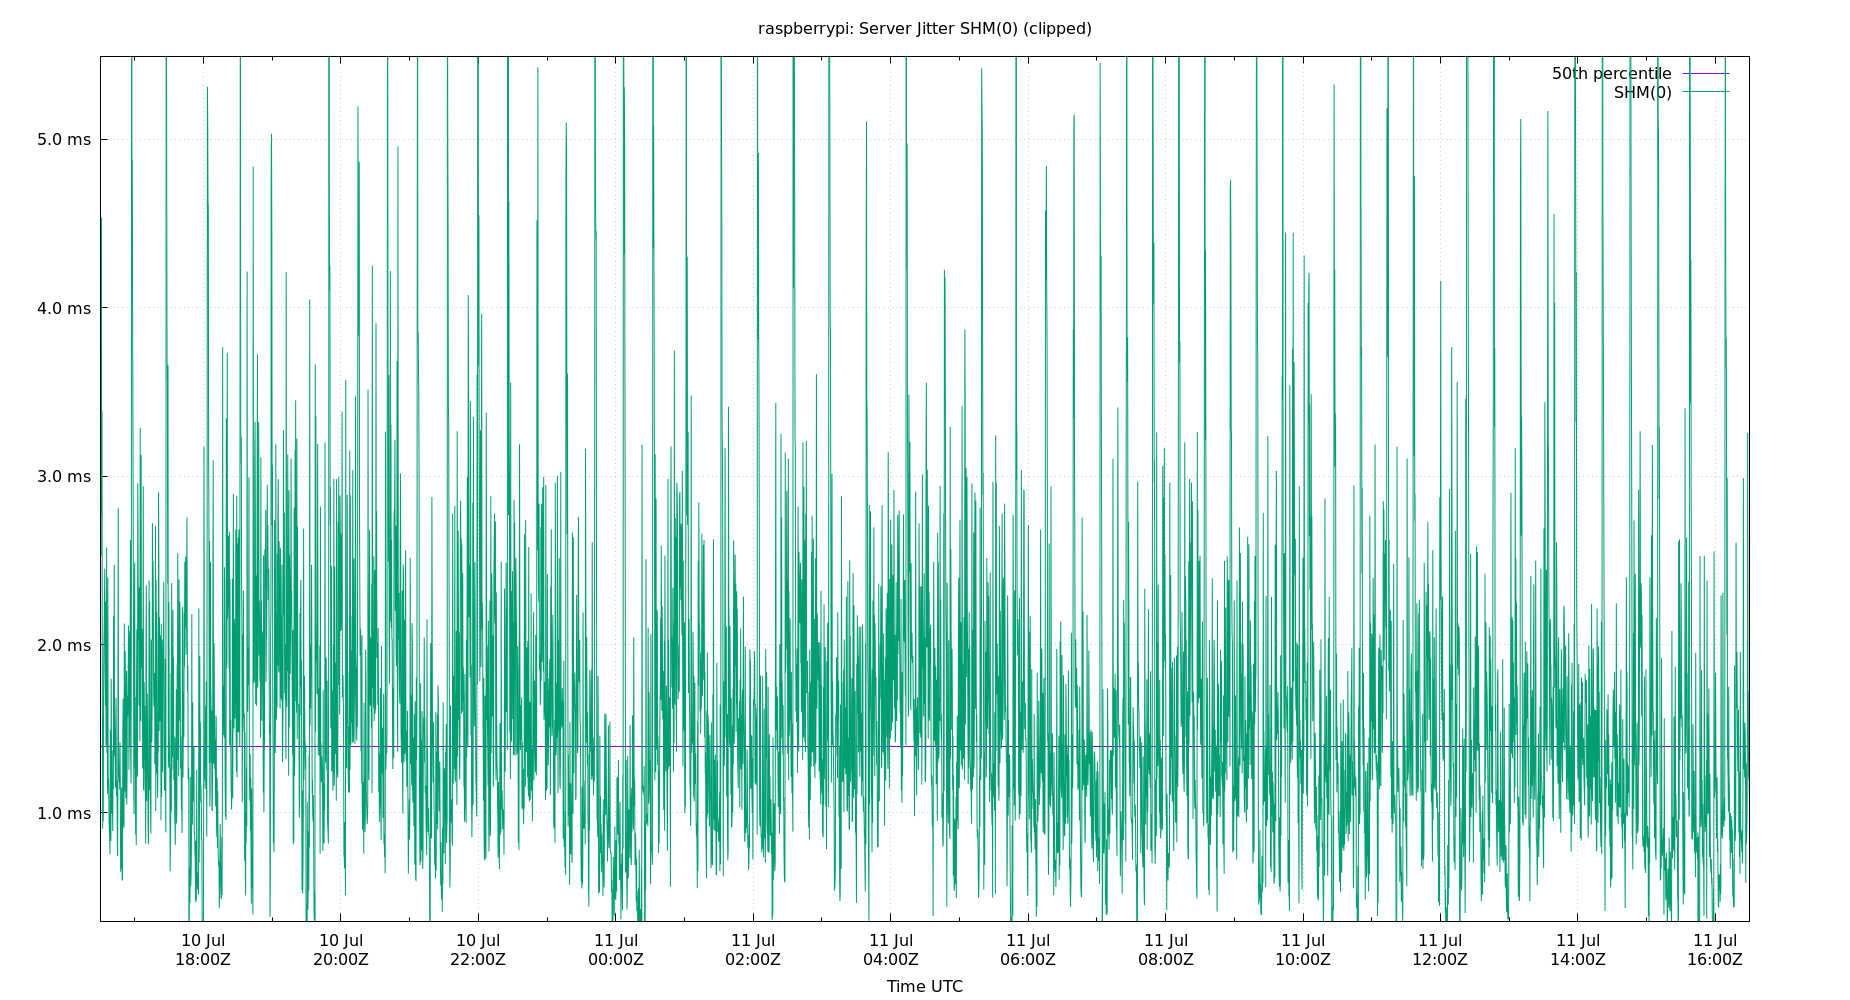 raspberrypi: Server Jitter SHM(0) (clipped)
50th percentile
SHM(0)
5.0 ms
4.0 ms
3.0 ms
2.0 ms
1.0 ms
10 Jul 10 Jul 10 Jul 11 Jul 11 Jul 11 Jul 11 Jul 11 Jul 11 Jul 11 Jul 11 Jul 11 Jul
18:00Z 20:00Z 22:00Z 00:00Z 02:00Z 04:00Z 06:00Z 08:00Z 10:00Z 12:00Z 14:00Z 16:00Z
Time UTC